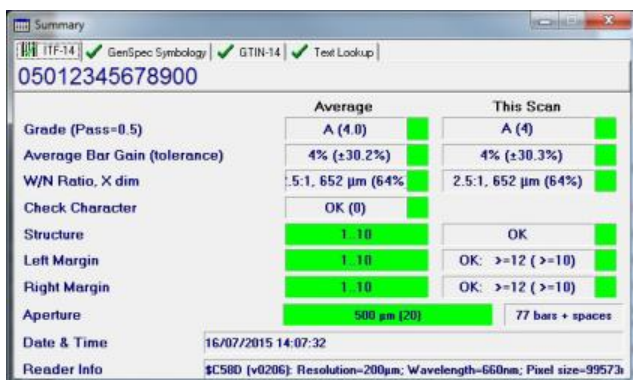 Summary
ITF-14 GenSpec Symbology GTIN-14 Text Lookup
05012345678900
Average This Scan
Grade (Pass=0.5) A (4.0) A (4)
Average Bar Gain (tolerance) 4% (±30.2%) 4% (±30.3%)
W/N Ratio, X dim .5:1, 652 µm (64% 2.5:1, 652 µm (64%)
Check Character OK (0)
Structure 1..10 OK
Left Margin 1..10 OK: >=12 ( >=10)
Right Margin 1..10 OK: >=12 ( >=10)
Aperture 500 µm (20) 77 bars + spaces
Date & Time 16/07/2015 14:07:32
Reader Info $C58D (v0206): Resolution=200µm; Wavelength=660nm; Pixel size=99573